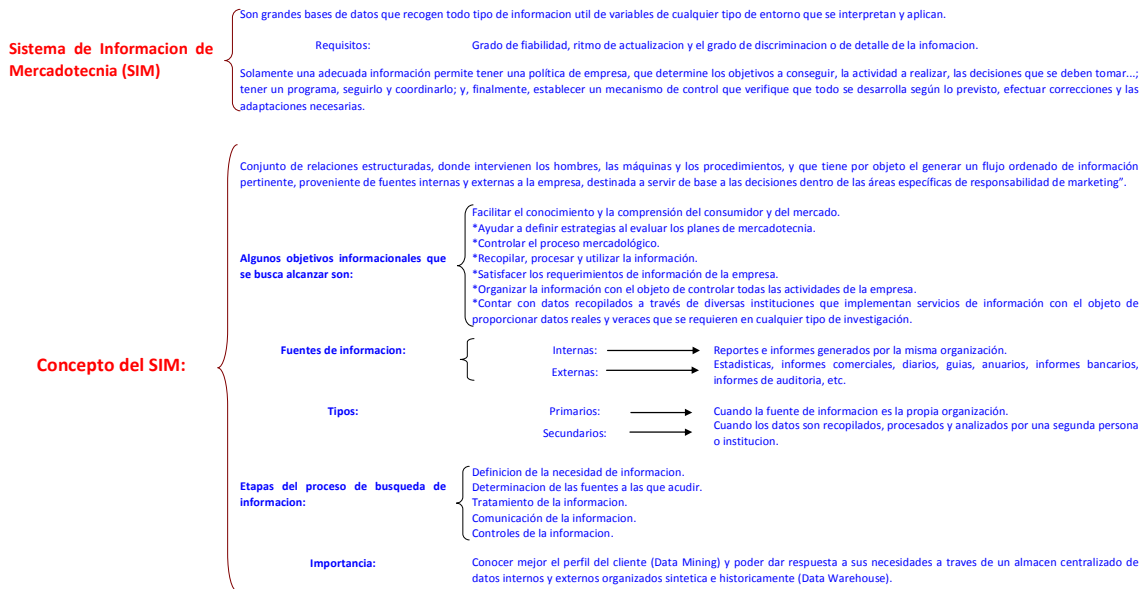 Son grandes bases de datos que recogen todo tipo de informacion util de variables de cualquier tipo de entorno que se interpretan y aplican.
Sistema de Informacion de
Mercadotecnia (SIM)
Requisitos: Grado de fiabilidad, ritmo de actualizacion y el grado de discriminacion o de detalle de la infomacion.
Solamente una adecuada información permite tener una política de empresa, que determine los objetivos a conseguir, la actividad a realizar, las decisiones que se deben tomar...;
tener un programa, seguirlo y coordinarlo; y, finalmente, establecer un mecanismo de control que verifique que todo se desarrolla según lo previsto, efectuar correcciones y las
adaptaciones necesarias.
Concepto del SIM:
Conjunto de relaciones estructuradas, donde intervienen los hombres, las máquinas y los procedimientos, y que tiene por objeto el generar un flujo ordenado de información
pertinente, proveniente de fuentes internas y externas a la empresa, destinada a servir de base a las decisiones dentro de las áreas específicas de responsabilidad de marketing”.
Algunos objetivos informacionales que
se busca alcanzar son:
Facilitar el conocimiento y la comprensión del consumidor y del mercado.
*Ayudar a definir estrategias al evaluar los planes de mercadotecnia.
*Controlar el proceso mercadológico.
*Recopilar, procesar y utilizar la información.
*Satisfacer los requerimientos de información de la empresa.
*Organizar la información con el objeto de controlar todas las actividades de la empresa.
*Contar con datos recopilados a través de diversas instituciones que implementan servicios de información con el objeto de
proporcionar datos reales y veraces que se requieren en cualquier tipo de investigación.
Fuentes de informacion:
Internas: Reportes e informes generados por la misma organización.
Externas: Estadisticas, informes comerciales, diarios, guias, anuarios, informes bancarios,
informes de auditoria, etc.
Tipos:
Primarios: Cuando la fuente de informacion es la propia organización.
Secundarios: Cuando los datos son recopilados, procesados y analizados por una segunda persona
o institucion.
Etapas del proceso de busqueda de
informacion:
Definicion de la necesidad de informacion.
Determinacion de las fuentes a las que acudir.
Tratamiento de la informacion.
Comunicación de la informacion.
Controles de la informacion.
Importancia:
Conocer mejor el perfil del cliente (Data Mining) y poder dar respuesta a sus necesidades a traves de un almacen centralizado de
datos internos y externos organizados sintetica e historicamente (Data Warehouse).